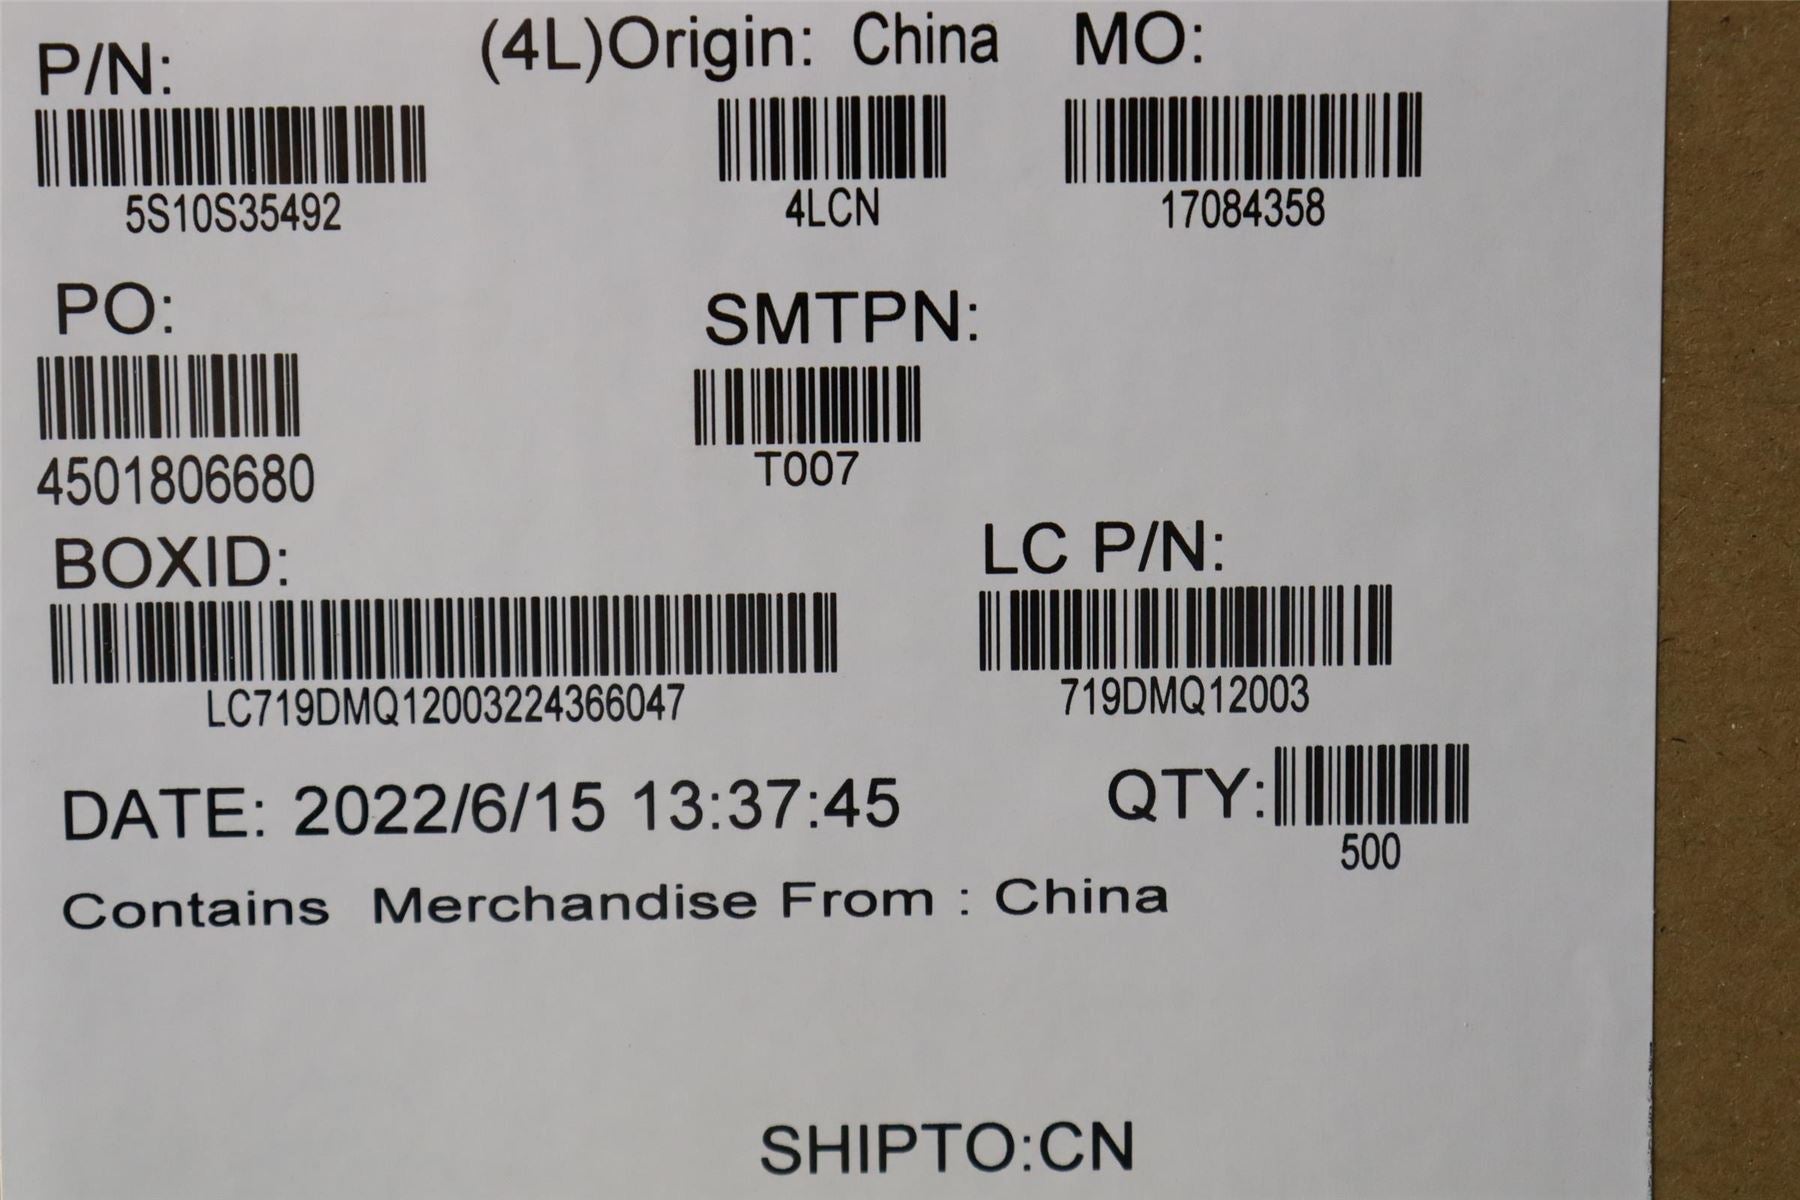 P/N: (4L)Origin: China MO:
5S10S35492 4LCN 17084358
PO: SMTPN:
4501806680 T007
BOXID: LC P/N:
LC719DMQ12003224366047 719DMQ12003
DATE: 2022/6/15 13:37:45 QTY:
500
Contains Merchandise From : China
SHIPTO:CN